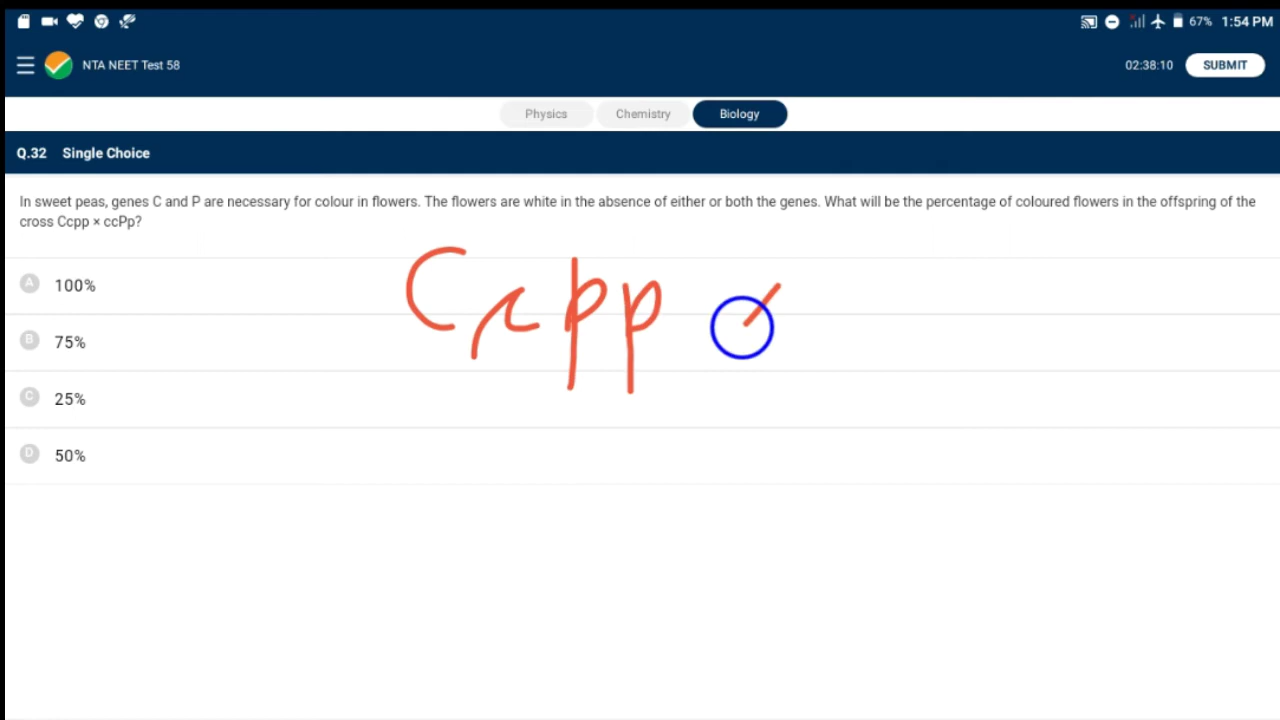 67% 1:54 PM
NTA NEET Test 58 02:38:10 SUBMIT
Physics Chemistry Biology
Q.32 Single Choice
In sweet peas, genes C and P are necessary for colour in flowers. The flowers are white in the absence of either or both the genes. What will be the percentage of coloured flowers in the offspring of the
cross Ccpp × ccPp?
Ccpp
A 100%
B 75%
C 25%
D 50%